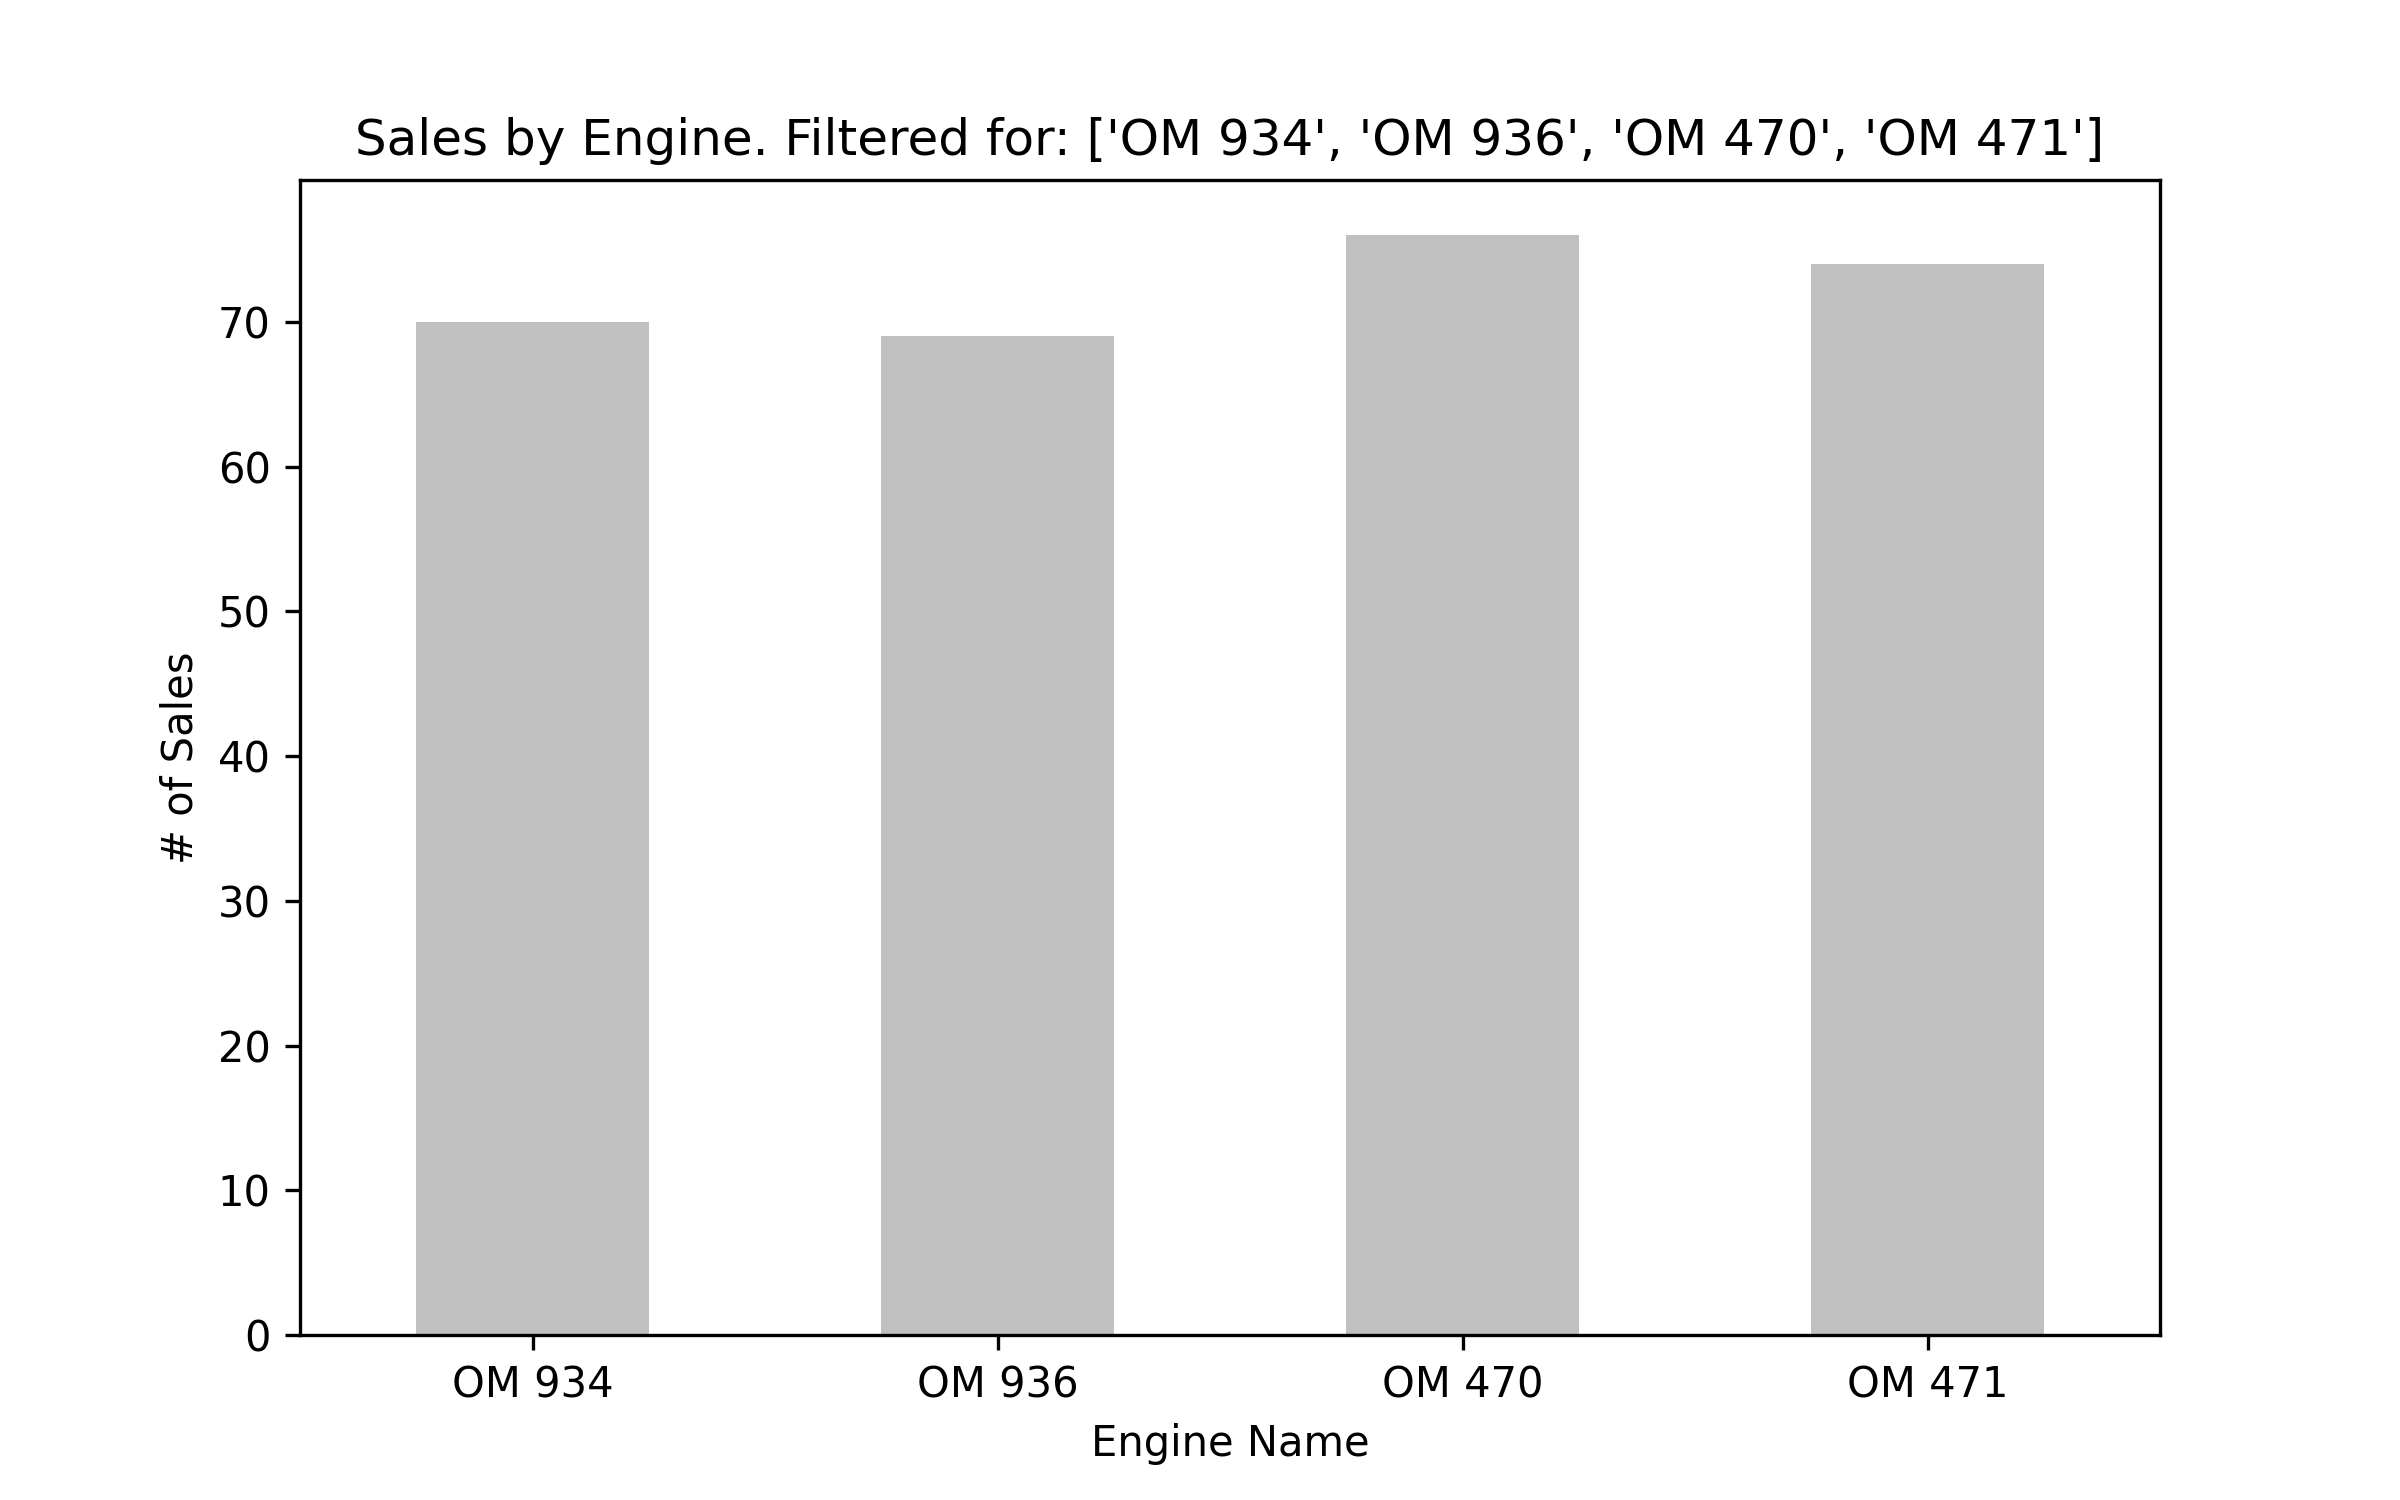 Sales by Engine. Filtered for: ['OM 934', 'OM 936', 'OM 470', 'OM 471']
# of Sales
70
60
50
40
30
20
10
0
OM 934 OM 936 OM 470 OM 471
Engine Name